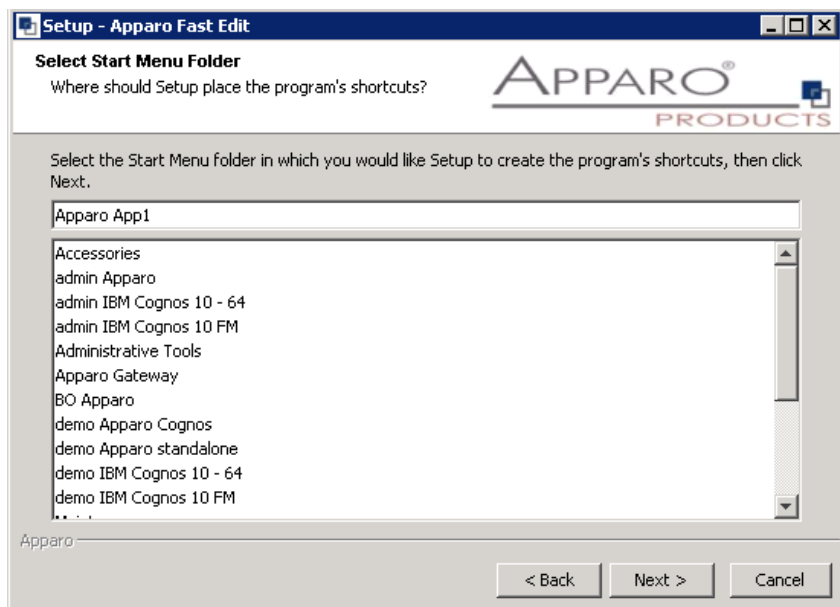 Setup - Apparo Fast Edit
Select Start Menu Folder
Where should Setup place the program's shortcuts?
APPARO®
PRODUCTS
Select the Start Menu folder in which you would like Setup to create the program's shortcuts, then click
Next.
Apparo App1
Accessories
admin Apparo
admin IBM Cognos 10 - 64
admin IBM Cognos 10 FM
Administrative Tools
Apparo Gateway
BO Apparo
demo Apparo Cognos
demo Apparo standalone
demo IBM Cognos 10 - 64
demo IBM Cognos 10 FM
Apparo
< Back
Next >
Cancel